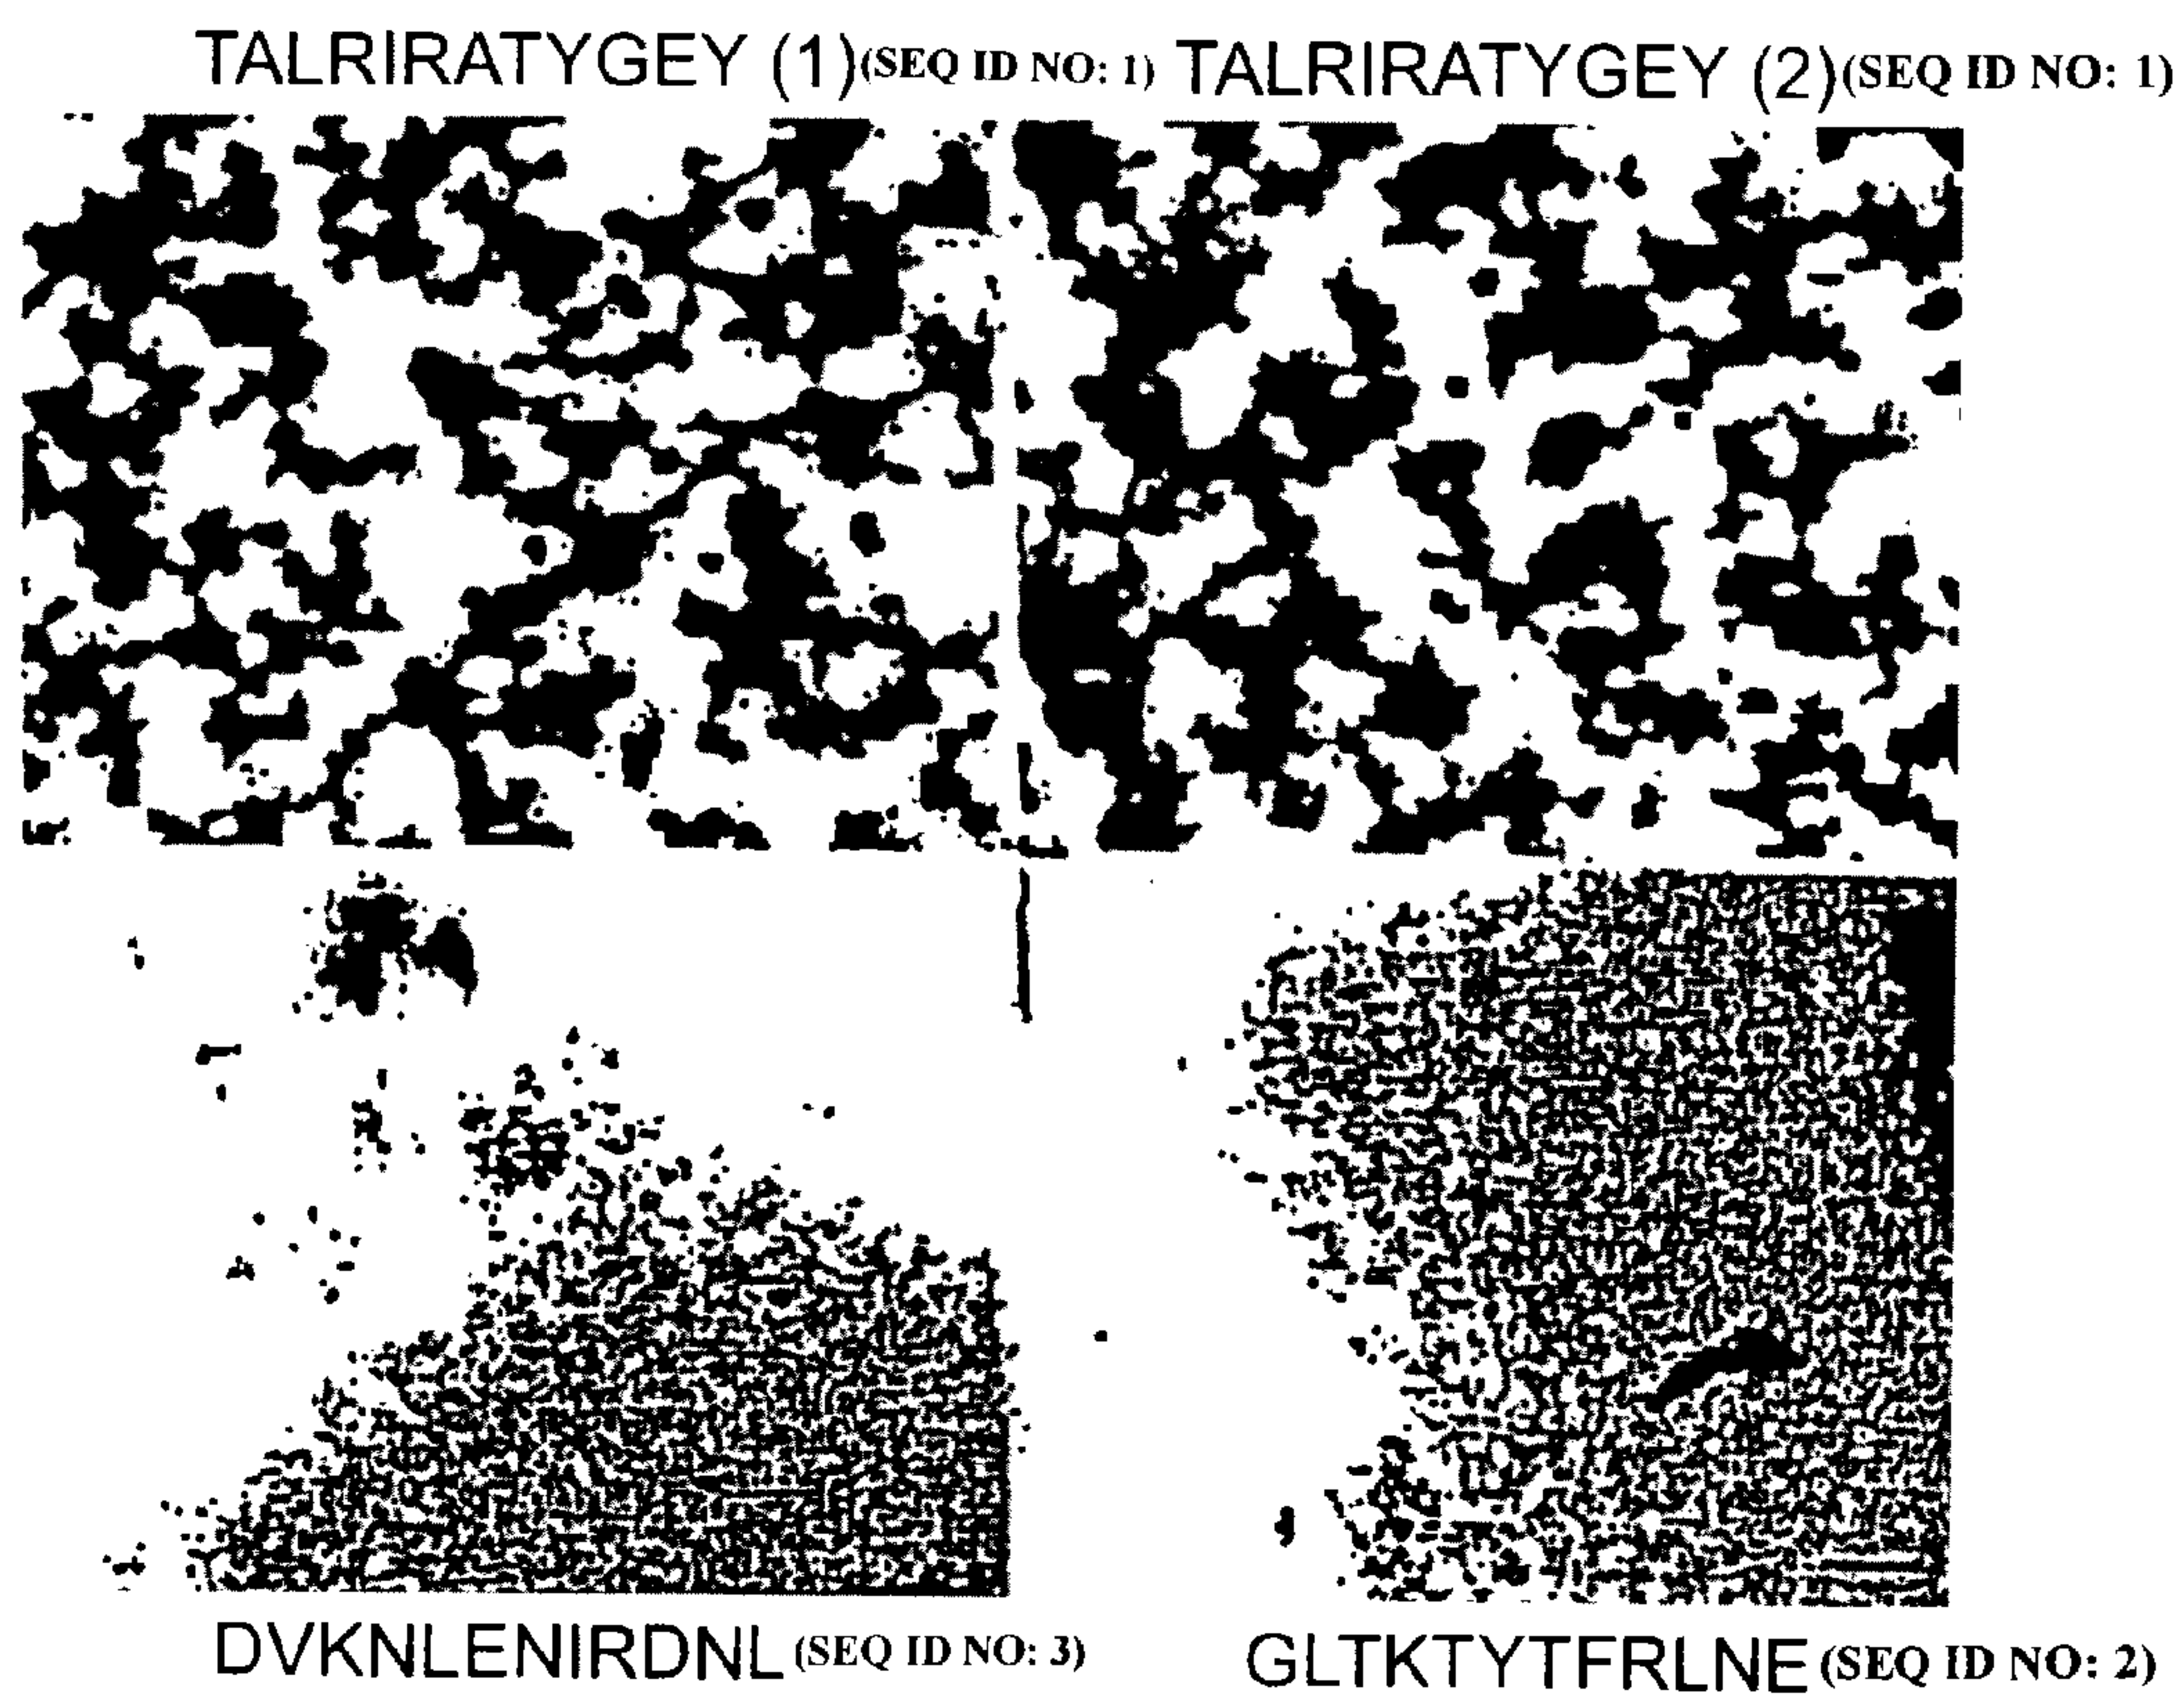 TALRIRATYGEY (1)(SEQ ID NO: 1) TALRIRATYGEY (2)(SEQ ID NO: 1)
DVKNLENIRDNL(SEQ ID NO: 3) GLTKTYTFRLNE(SEQ ID NO: 2)